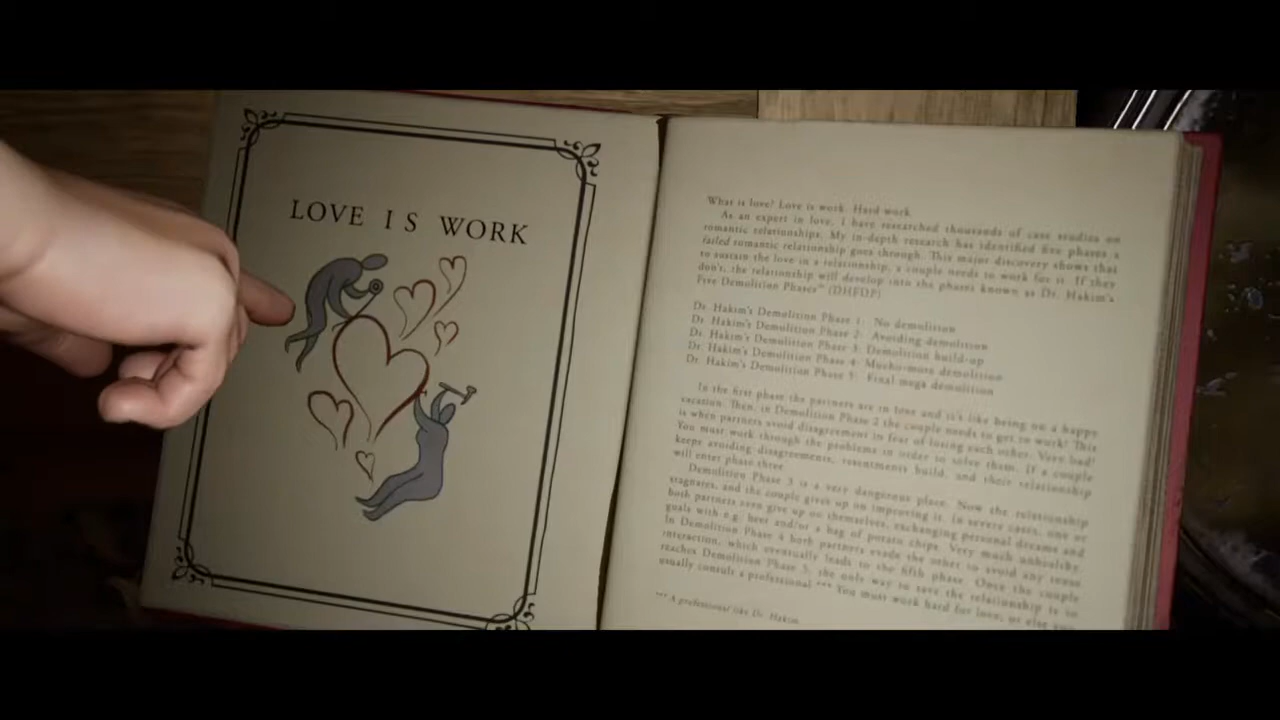 LOVE IS WORK
What is love? Love is work. Hard work.
As an expert in love, I have researched thousands of case studies on
romantic relationships. My in-depth research has identified five phases a
failed romantic relationship goes through. This major discovery shows that
to sustain the love in a relationship, a couple needs to work for it. If they
don't, the relationship will develop into the phases known as Dr. Hakim's
Five Demolition Phases™ (DHFDP)
Dr. Hakim's Demolition Phase 1: No demolition
Dr. Hakim's Demolition Phase 2: Avoiding demolition
Dr. Hakim's Demolition Phase 3: Demolition build-up
Dr. Hakim's Demolition Phase 4: Mucho-more demolition
Dr. Hakim's Demolition Phase 5: Final mega demolition
In the first phase the partners are in love and it's like being on a happy
vacation. Then, in Demolition Phase 2 the couple needs to get to work! This
is when partners avoid disagreement in fear of losing each other. Very bad!
You must work through the problems in order to solve them. If a couple
keeps avoiding disagreements, resentments build, and their relationship
will enter phase three.
Demolition Phase 3 is a very dangerous place. Now the relationship
stagnates, and the couple gives up on improving it. In severe cases, one or
both partners even give up on themselves, exchanging personal dreams and
goals with e.g. beer and/or a bag of potato chips. Very much unhealthy.
In Demolition Phase 4 both partners evade the other to avoid any tense
interaction, which eventually leads to the fifth phase. Once the couple
reaches Demolition Phase 5, the only way to save the relationship is to
usually consult a professional.*** You must work hard for love, or else
*** A professional like Dr. Hakim.